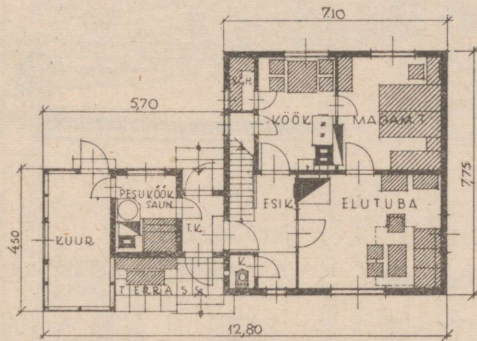 7.10
5,70
K.H.
KÖÖK
MAGAM.T
7.75
PESUKÖÖK
SAUN
T.K.
ESIK
ELUTUBA
4.50
KÜÜR
K
TERRASS
12,80